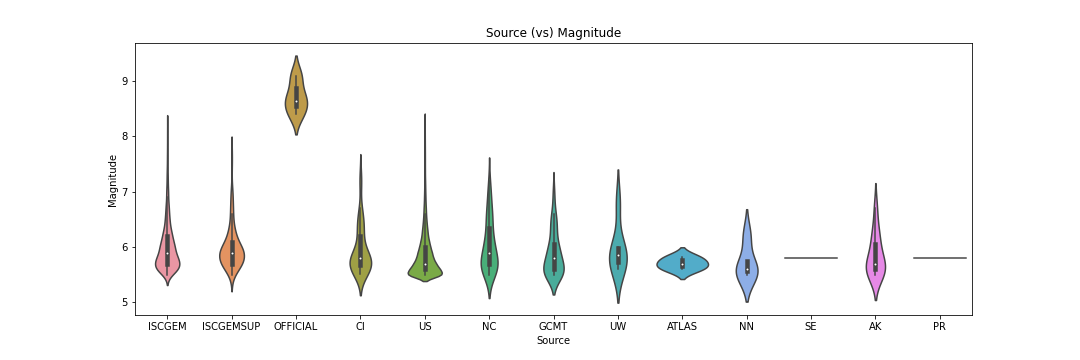 Source (vs) Magnitude
Magnitude
9
8
7
6
5
ISCGEM ISCGEMSUP OFFICIAL CI US NC GCMT UW ATLAS NN SE AK PR
Source